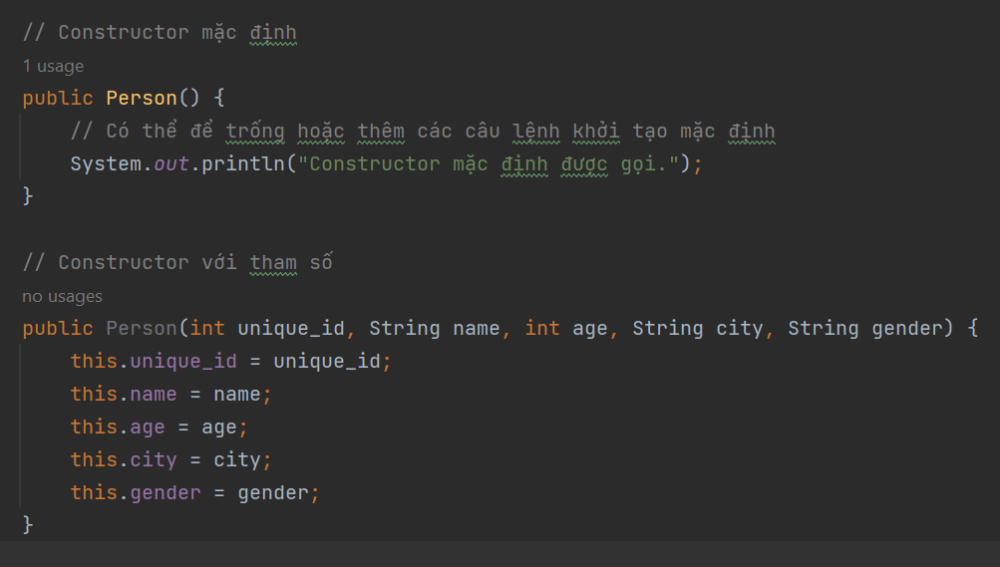 // Constructor mặc định
1 usage
public Person() {
// Có thể để trống hoặc thêm các câu lệnh khởi tạo mặc định
System.out.println("Constructor mặc định được gọi.");
}
// Constructor với tham số
no usages
public Person(int unique_id, String name, int age, String city, String gender) {
this.unique_id = unique_id;
this.name = name;
this.age = age;
this.city = city;
this.gender = gender;
}